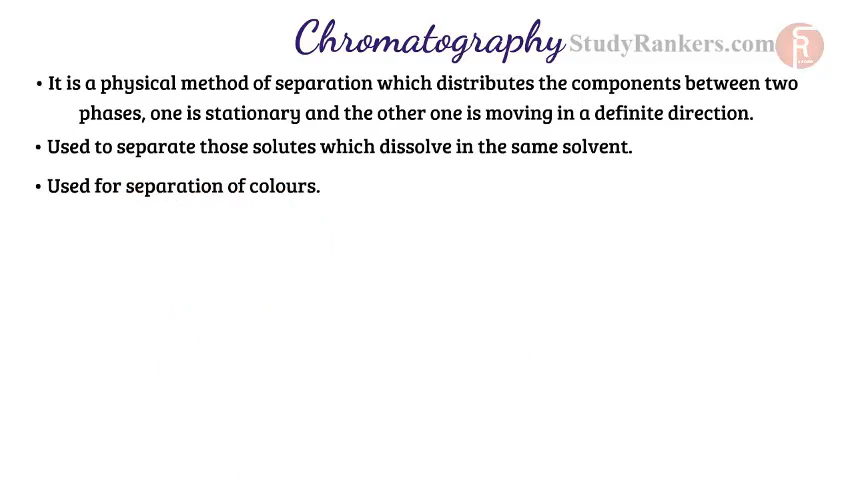 Chromatography StudyRankers.com
• It is a physical method of separation which distributes the components between two
phases, one is stationary and the other one is moving in a definite direction.
• Used to separate those solutes which dissolve in the same solvent.
• Used for separation of colours.